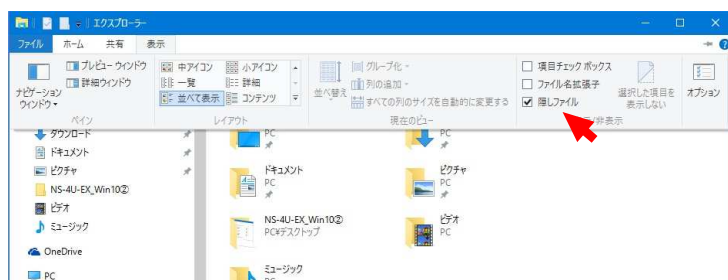 エクスプローラー
ファイル ホーム 共有 表示
ナビゲーション ウィンドウ
プレビュー ウィンドウ
詳細ウィンドウ
ペイン
中アイコン 小アイコン
一覧 詳細
並べて表示 コンテンツ
レイアウト
並べ替え
グループ化
列の追加
すべての列のサイズを自動的に変更する
現在のビュー
項目チェック ボックス
ファイル名拡張子
隠しファイル
選択した項目を
表示しない
/非表示
オプション
ダウンロード
ドキュメント
ピクチャ
NS-4U-EX_Win10②
ビデオ
ミュージック
OneDrive
PC
PC
PC
ドキュメント
PC
ピクチャ
PC
NS-4U-EX_Win10②
PC¥デスクトップ
ビデオ
PC
ミュージック
PC